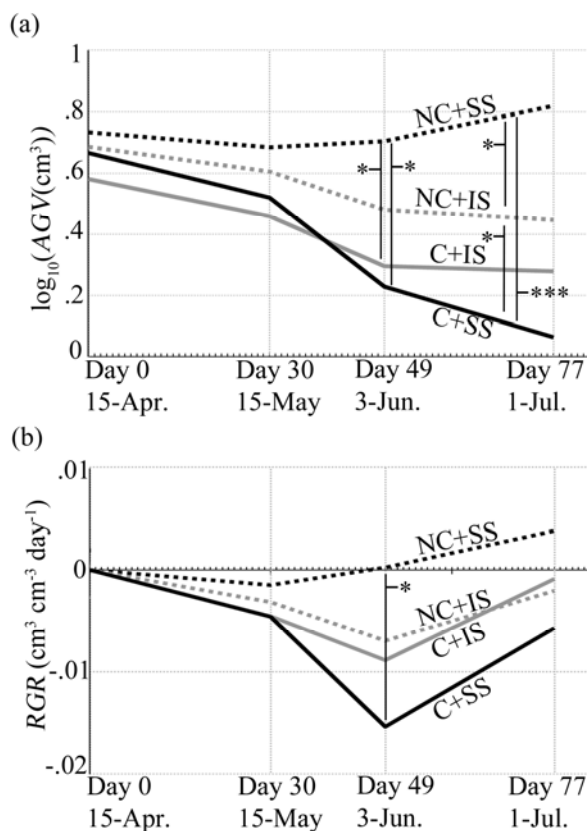 (a)
1
.8
.6
.4
.2
0
log₁₀(AGV(cm³))
NC+SS
*
*
*
NC+IS
*
C+IS
***
C+SS
Day 0 Day 30 Day 49 Day 77
15-Apr. 15-May 3-Jun. 1-Jul.
(b)
.01
0
-.01
-.02
RGR (cm³ cm⁻³ day⁻¹)
NC+SS
*
NC+IS
C+IS
C+SS
Day 0 Day 30 Day 49 Day 77
15-Apr. 15-May 3-Jun. 1-Jul.